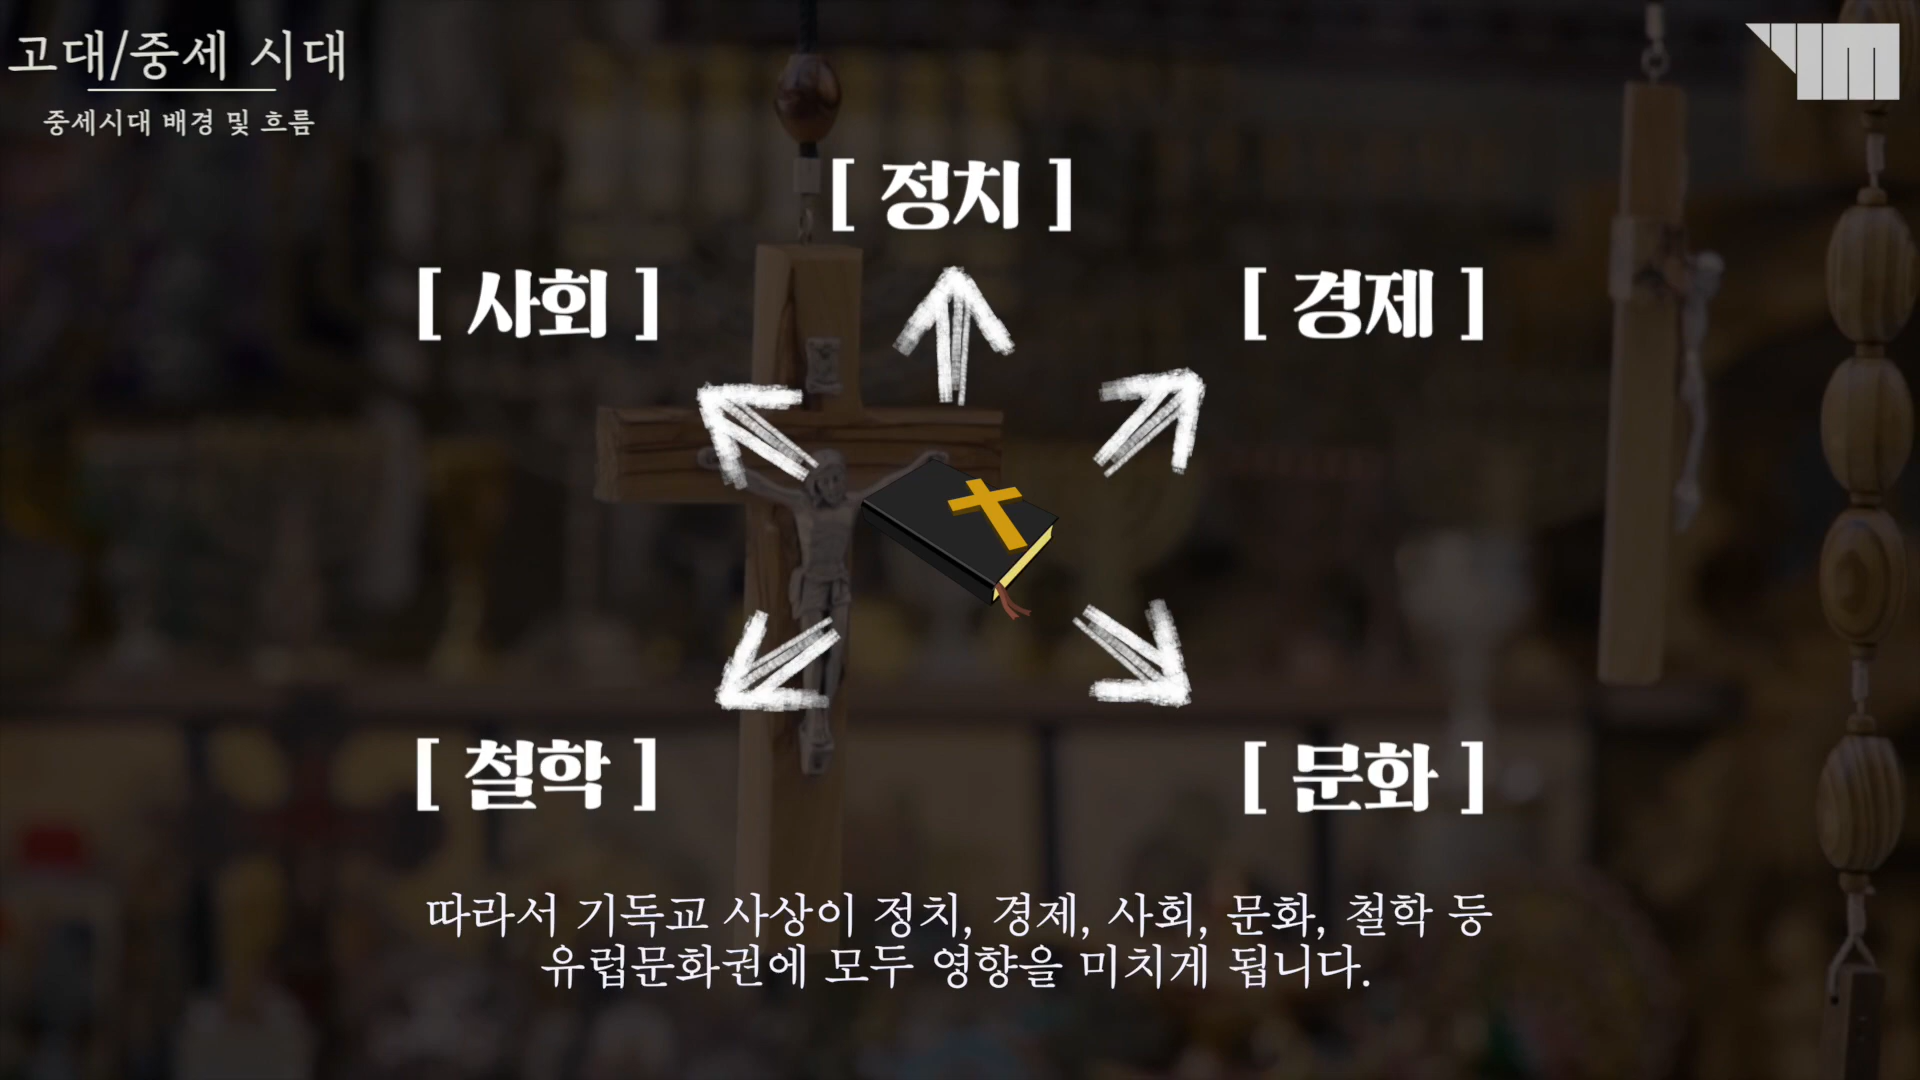 고대/중세 시대
중세시대 배경 및 흐름
[ 정치 ]
[ 사회 ]
[ 경제 ]
[ 철학 ]
[ 문화 ]
따라서 기독교 사상이 정치, 경제, 사회, 문화, 철학 등
유럽문화권에 모두 영향을 미치게 됩니다.